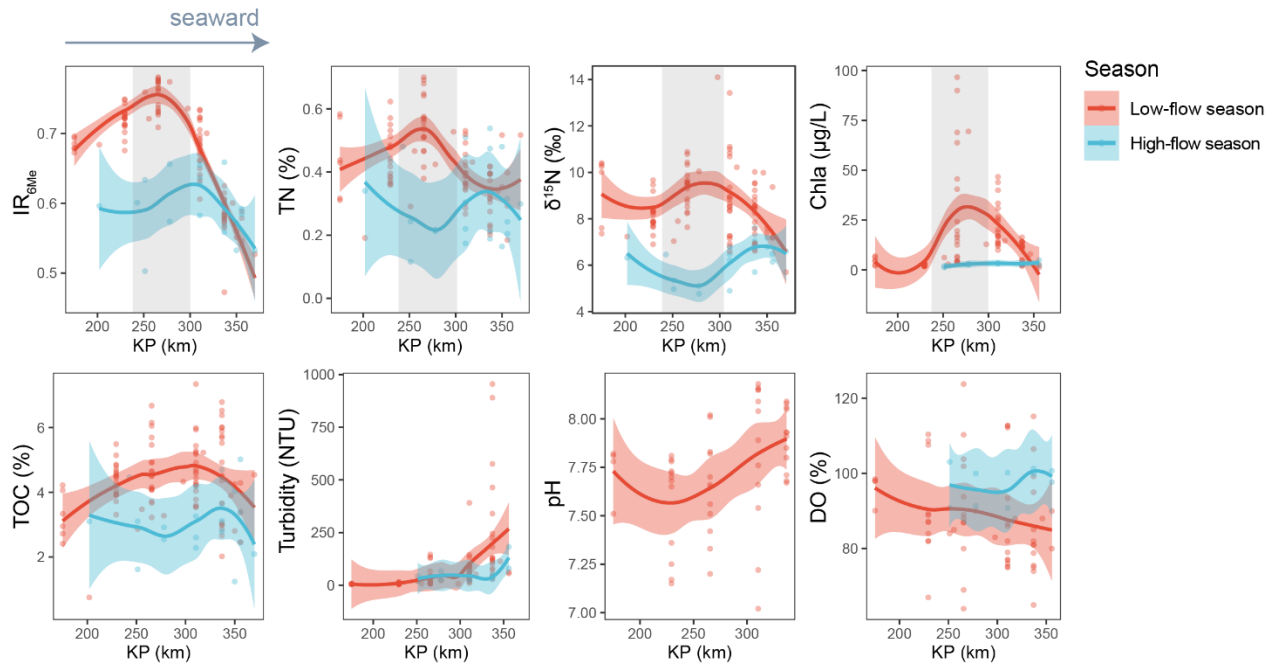 seaward
Season
Low-flow season
High-flow season
IR6Me
0.7
0.6
0.5
200 250 300 350
KP (km)
TN (%)
0.6
0.4
0.2
0.0
200 250 300 350
KP (km)
δ15N (‰)
14
12
10
8
6
4
200 250 300 350
KP (km)
Chla (μg/L)
100
75
50
25
0
200 250 300 350
KP (km)
TOC (%)
6
4
2
200 250 300 350
KP (km)
Turbidity (NTU)
1000
750
500
250
0
200 250 300 350
KP (km)
pH
8.00
7.75
7.50
7.25
7.00
200 250 300
KP (km)
DO (%)
120
100
80
200 250 300 350
KP (km)